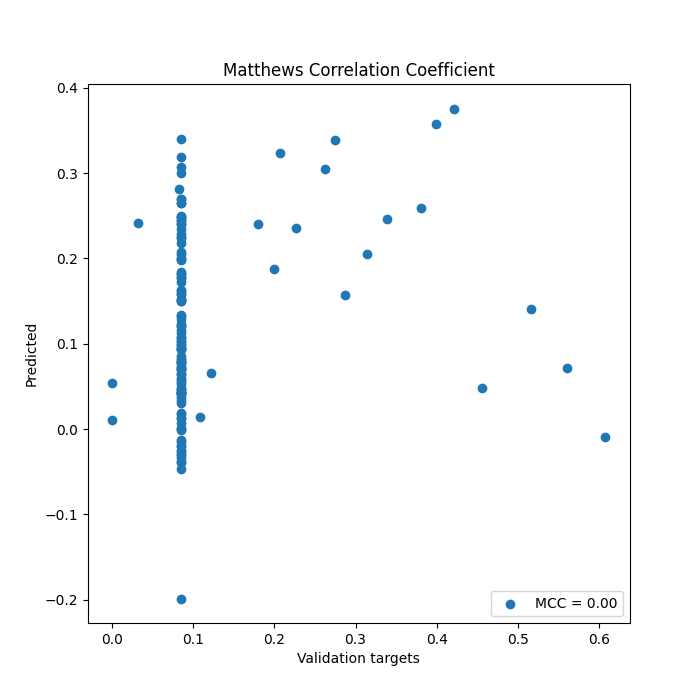 Matthews Correlation Coefficient
0.4
0.3
0.2
0.1
0.0
−0.1
−0.2
Predicted
MCC = 0.00
0.0 0.1 0.2 0.3 0.4 0.5 0.6
Validation targets